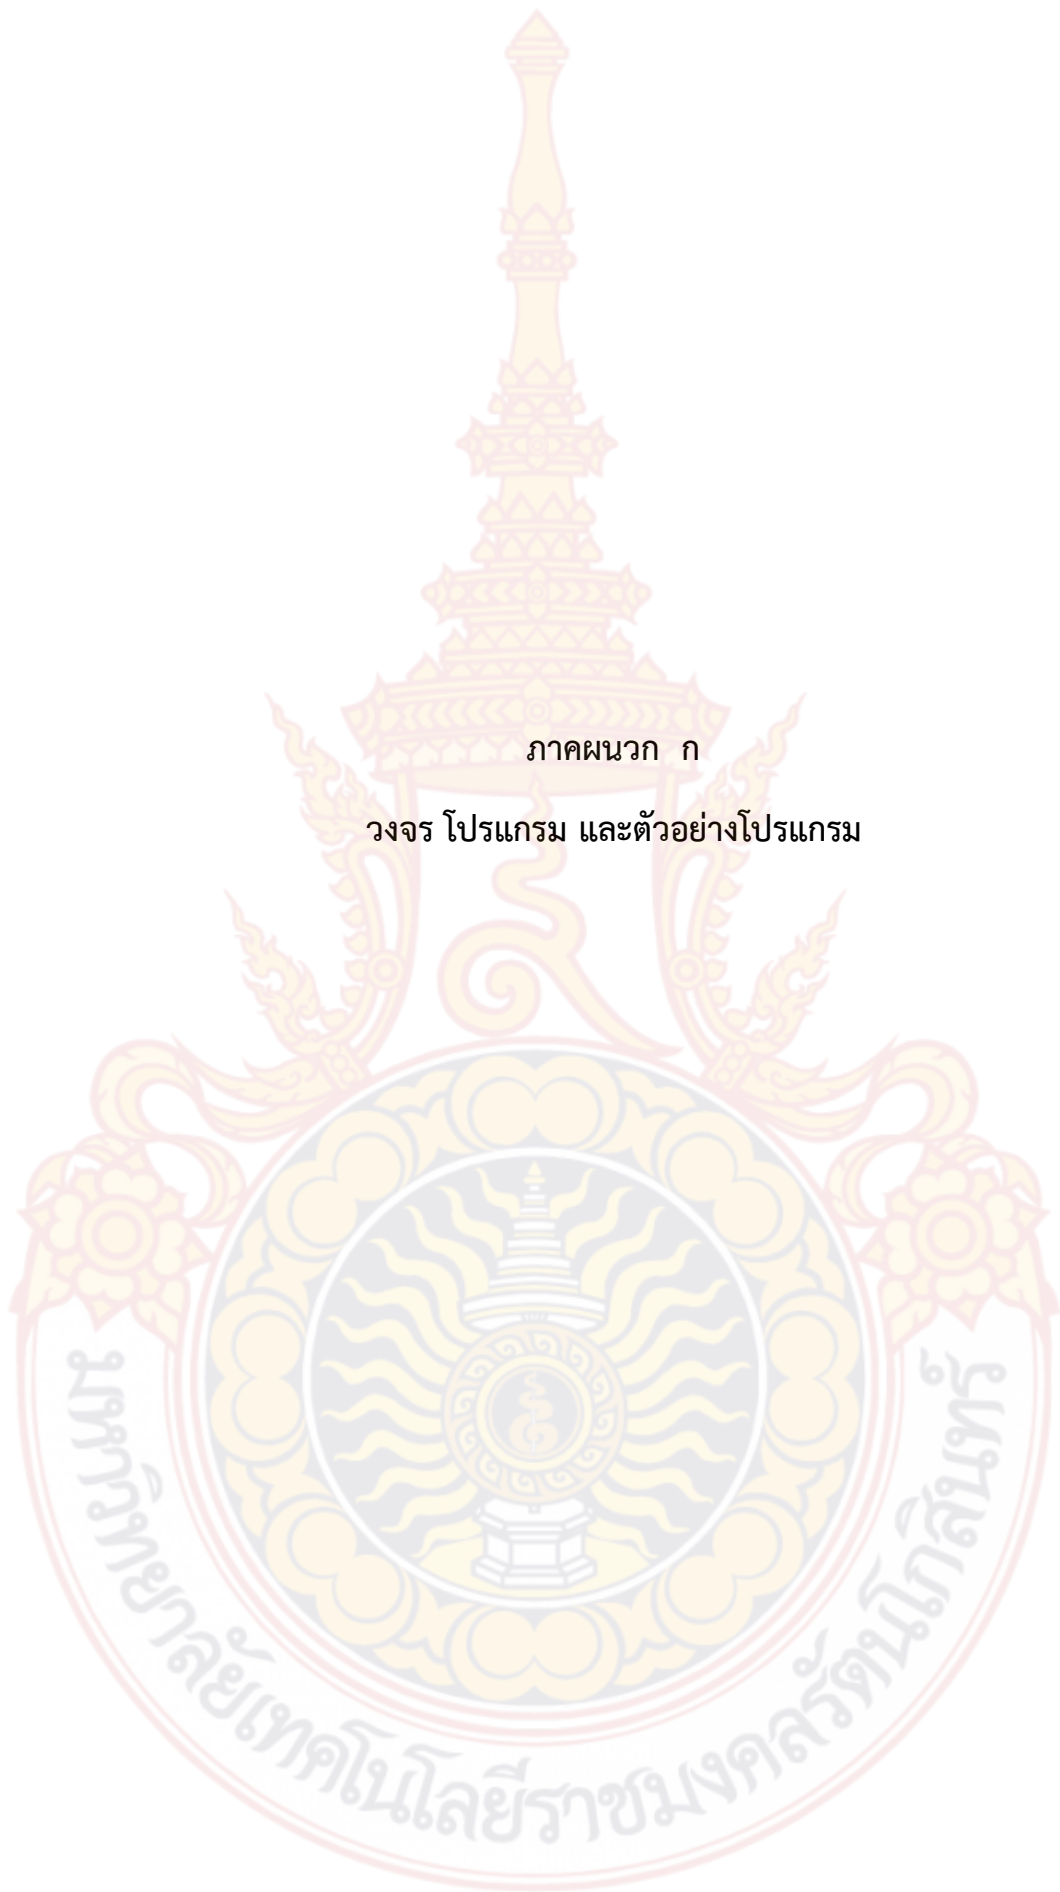 ภาคผนวก ก
วงจร โปรแกรม และตัวอย่างโปรแกรม
มหาวิทยาลัยเทคโนโลยีราชมงคลรัตนโกสินทร์